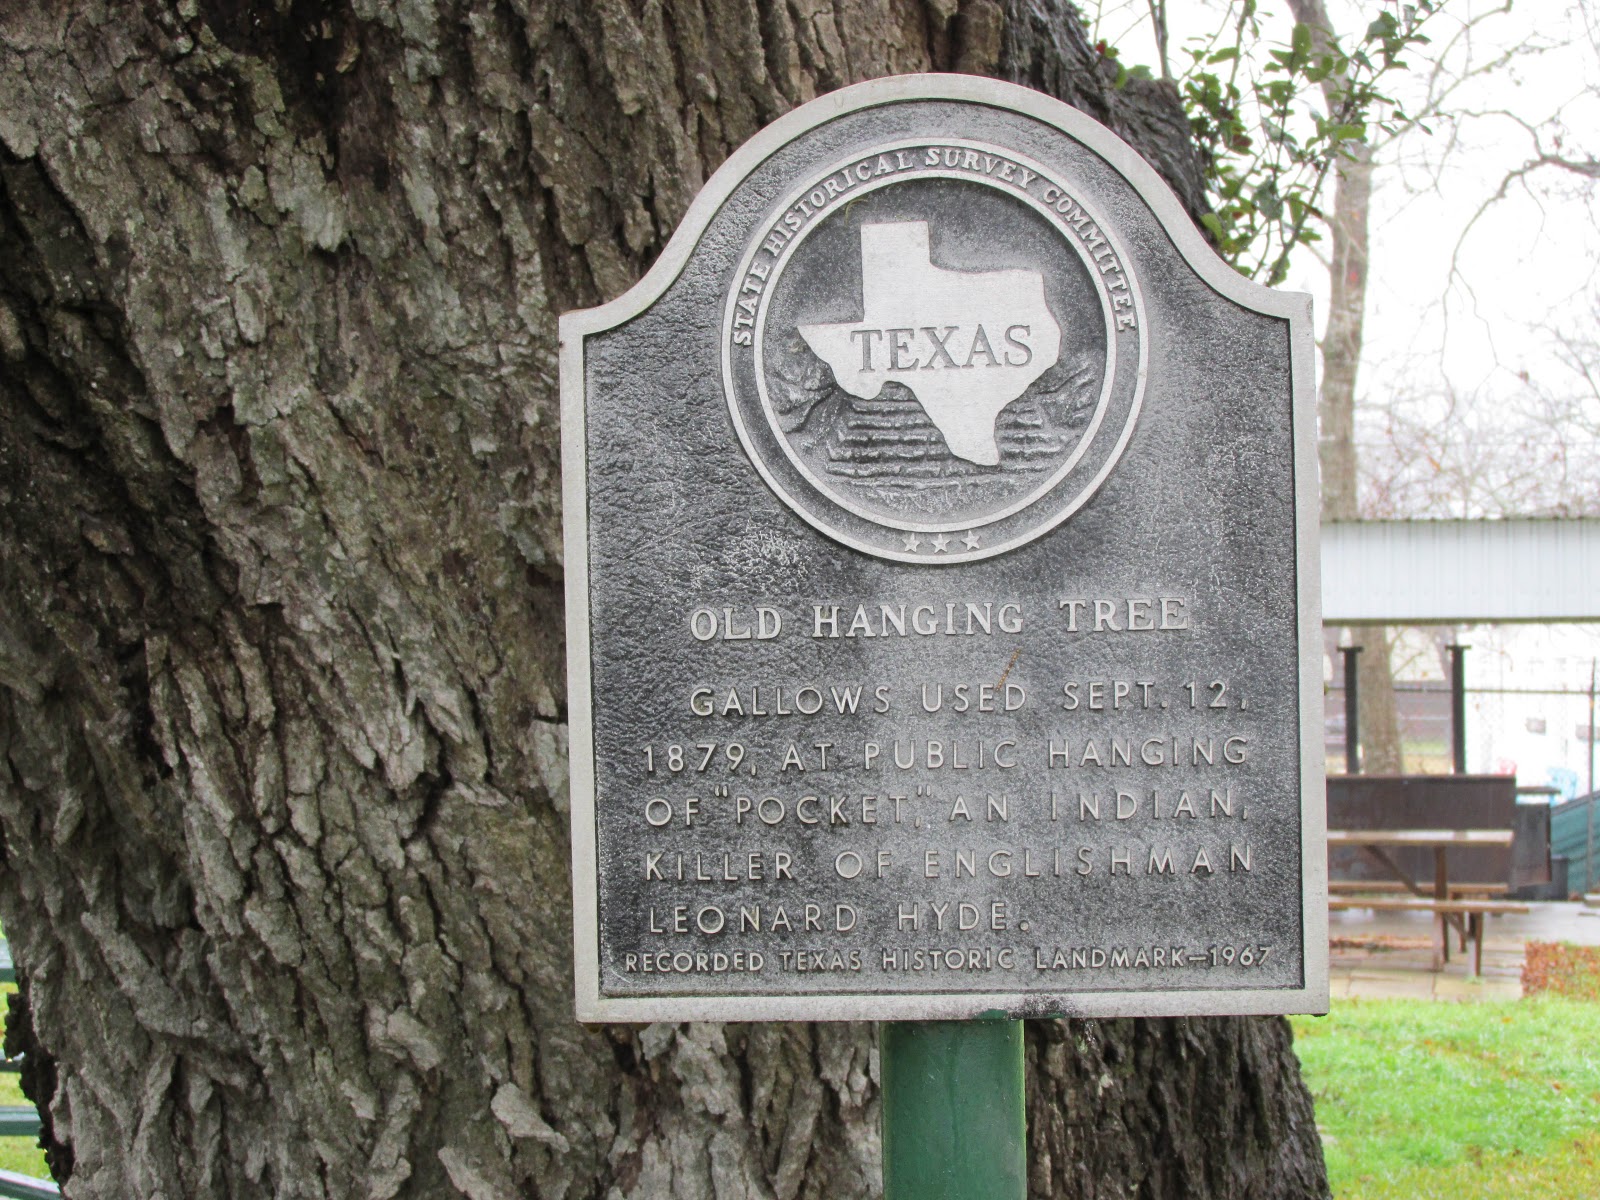 STATE HISTORICAL SURVEY COMMITTEE
TEXAS
OLD HANGING TREE
GALLOWS USED SEPT. 12,
1879, AT PUBLIC HANGING
OF "POCKET," AN INDIAN,
KILLER OF ENGLISHMAN
LEONARD HYDE.
RECORDED TEXAS HISTORIC LANDMARK—1967